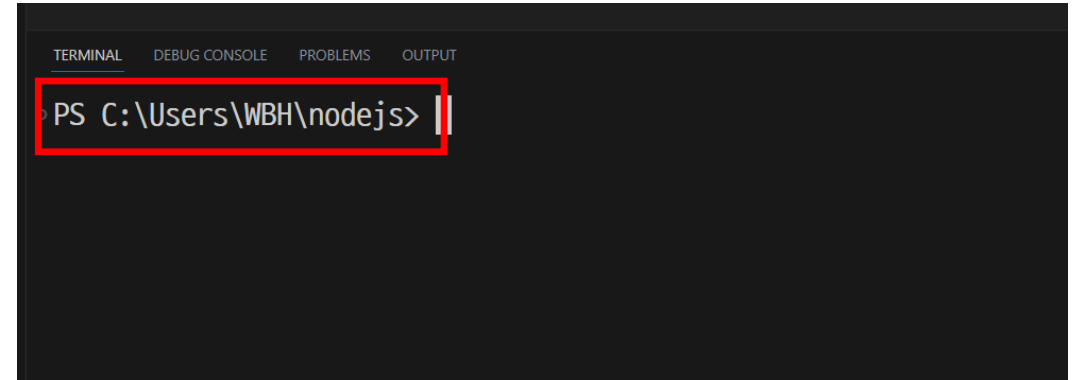 TERMINAL DEBUG CONSOLE PROBLEMS OUTPUT
PS C:\Users\WBH\nodejs>